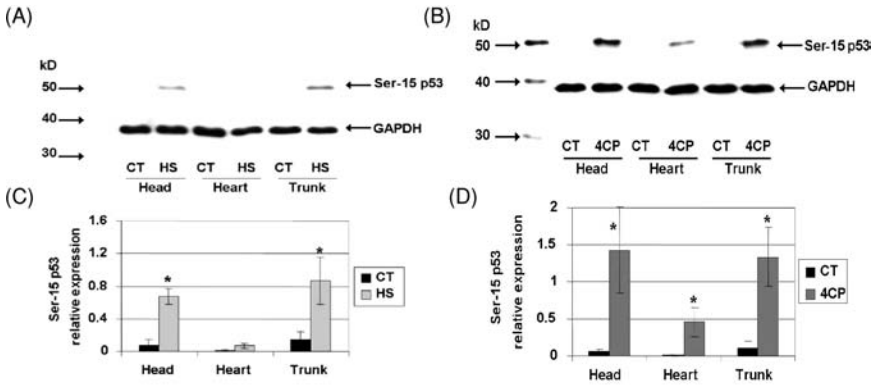 (A)
kD
50
40
30
Ser-15 p53
GAPDH
CT HS CT HS CT HS
Head Heart Trunk
(B)
kD
50
40
30
Ser-15 p53
GAPDH
CT 4CP CT 4CP CT 4CP
Head Heart Trunk
(C)
Ser-15 p53
relative expression
1.6
1.2
0.8
0.4
0
* *
Head Heart Trunk
CT
HS
(D)
Ser-15 p53
relative expression
2
1.5
1
0.5
0
* * *
Head Heart Trunk
CT
4CP